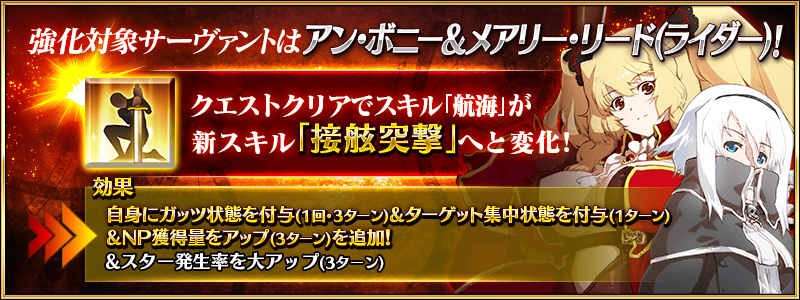 強化対象サーヴァントはアン・ボニー&メアリー・リード(ライダー)!
クエストクリアでスキル「航海」が
新スキル「接舷突撃」へと変化!
効果
自身にガッツ状態を付与(1回・3ターン)&ターゲット集中状態を付与(1ターン)
&NP獲得量をアップ(3ターン)を追加!
&スター発生率を大アップ(3ターン)